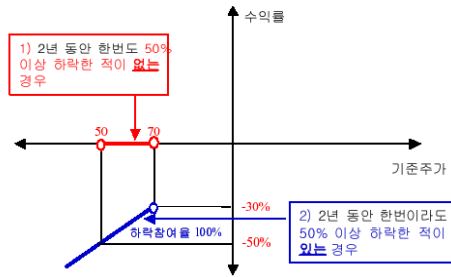 수익률
1) 2년 동안 한번도 50%
이상 하락한 적이 없는
경우
50
70
기준주가
-30%
하락참여율 100%
-50%
2) 2년 동안 한번이라도
50% 이상 하락한 적이
있는 경우